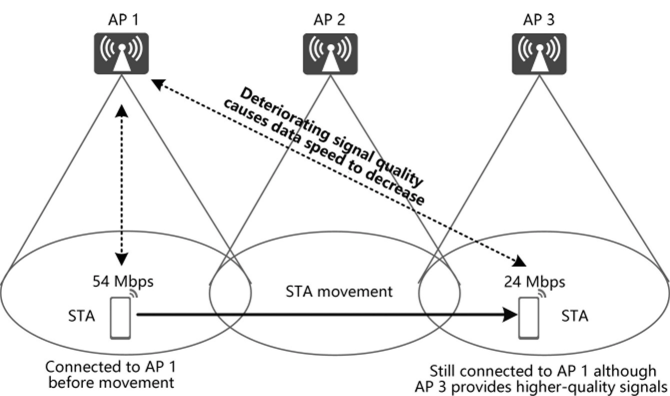 AP 1
AP 2
AP 3
Deteriorating signal quality
causes data speed to decrease
54 Mbps
24 Mbps
STA movement
STA
STA
Connected to AP 1
before movement
Still connected to AP 1 although
AP 3 provides higher-quality signals